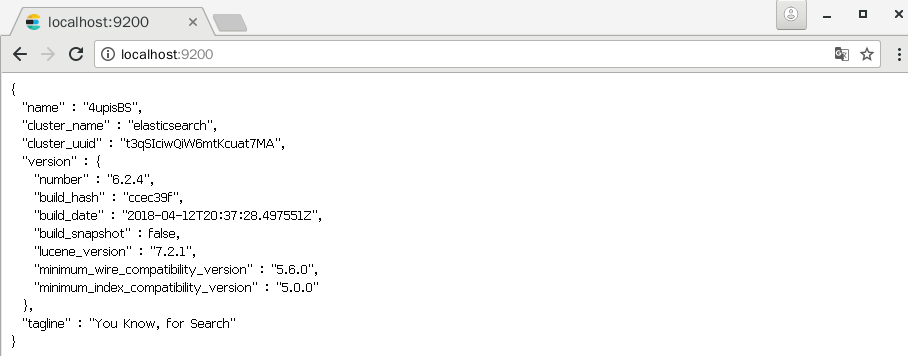 localhost:9200
localhost:9200
{
"name" : "4upisBS",
"cluster_name" : "elasticsearch",
"cluster_uuid" : "t3qSIciwQiW6mtKcuat7MA",
"version" : {
"number" : "6.2.4",
"build_hash" : "ccec39f",
"build_date" : "2018-04-12T20:37:28.497551Z",
"build_snapshot" : false,
"lucene_version" : "7.2.1",
"minimum_wire_compatibility_version" : "5.6.0",
"minimum_index_compatibility_version" : "5.0.0"
},
"tagline" : "You Know, for Search"
}